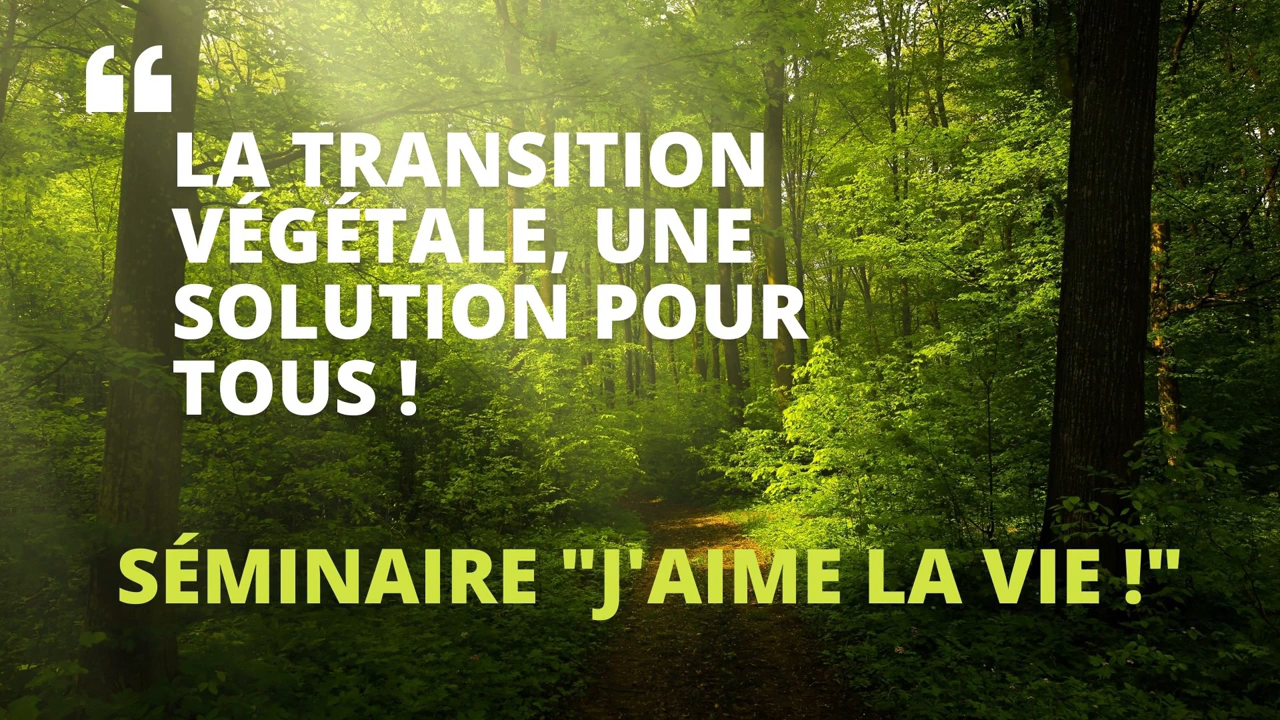 “
LA TRANSITION
VÉGÉTALE, UNE
SOLUTION POUR
TOUS !
SÉMINAIRE "J'AIME LA VIE !"